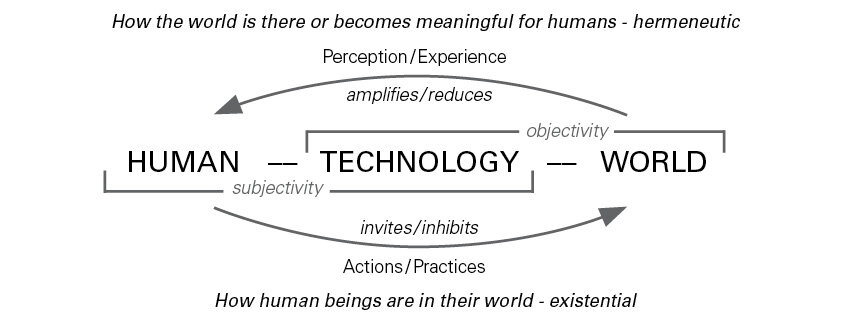 How the world is there or becomes meaningful for humans - hermeneutic
Perception/Experience
amplifies/reduces
objectivity
HUMAN — TECHNOLOGY — WORLD
subjectivity
invites/inhibits
Actions/Practices
How human beings are in their world - existential